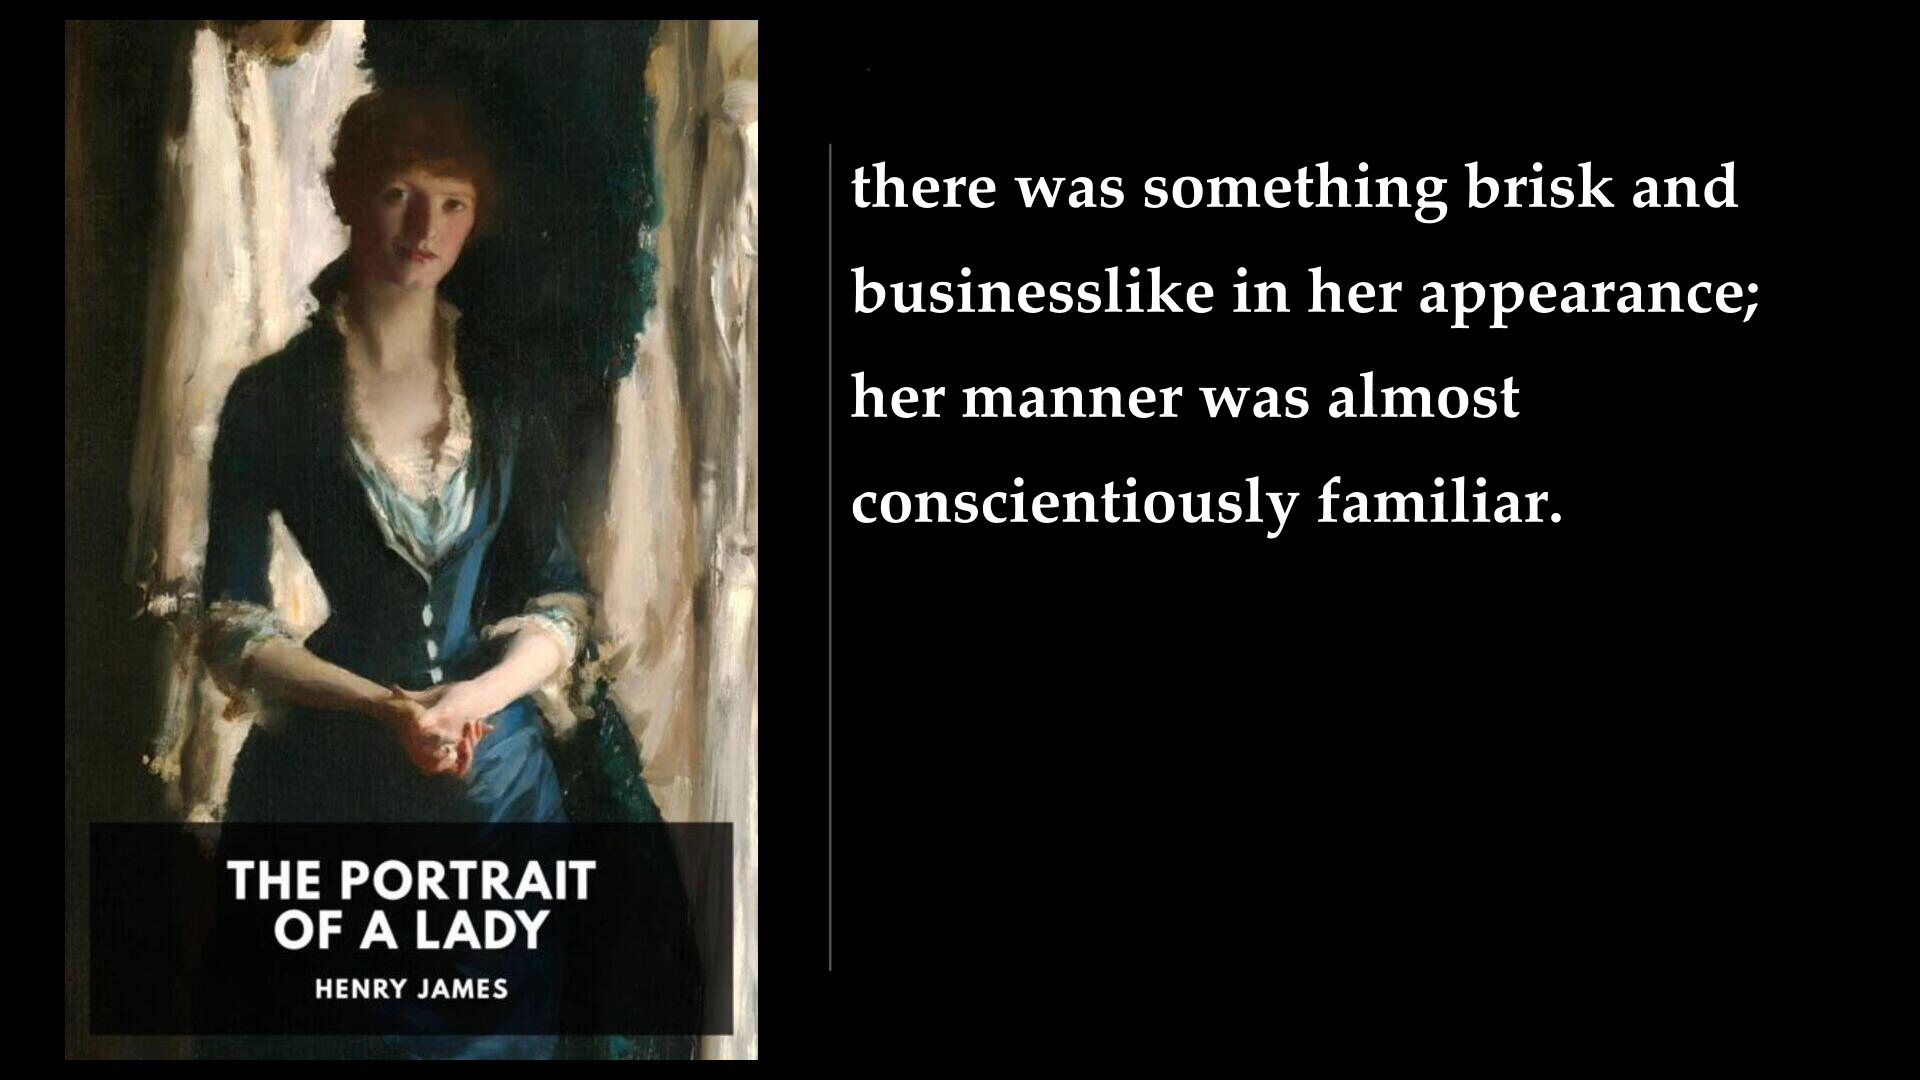 there was something brisk and
businesslike in her appearance;
her manner was almost
conscientiously familiar.
THE PORTRAIT
OF A LADY
HENRY JAMES